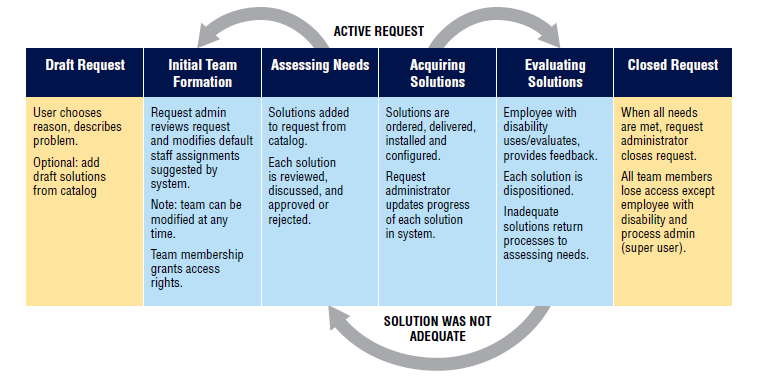 ACTIVE REQUEST
Draft Request
Initial Team
Formation
Assessing Needs
Acquiring
Solutions
Evaluating
Solutions
Closed Request
User chooses
reason, describes
problem.
Optional: add
draft solutions
from catalog
Request admin
reviews request
and modifies default
staff assignments
suggested by
system.
Note: team can be
modified at any
time.
Team membership
grants access
rights.
Solutions added
to request from
catalog.
Each solution
is reviewed,
discussed, and
approved or
rejected.
Solutions are
ordered, delivered,
installed and
configured.
Request
administrator
updates progress
of each solution
in system.
Employee with
disability
uses/evaluates,
provides feedback.
Each solution is
dispositioned.
Inadequate
solutions return
processes to
assessing needs.
When all needs
are met, request
administrator
closes request.
All team members
lose access except
employee with
disability and
process admin
(super user).
SOLUTION WAS NOT
ADEQUATE